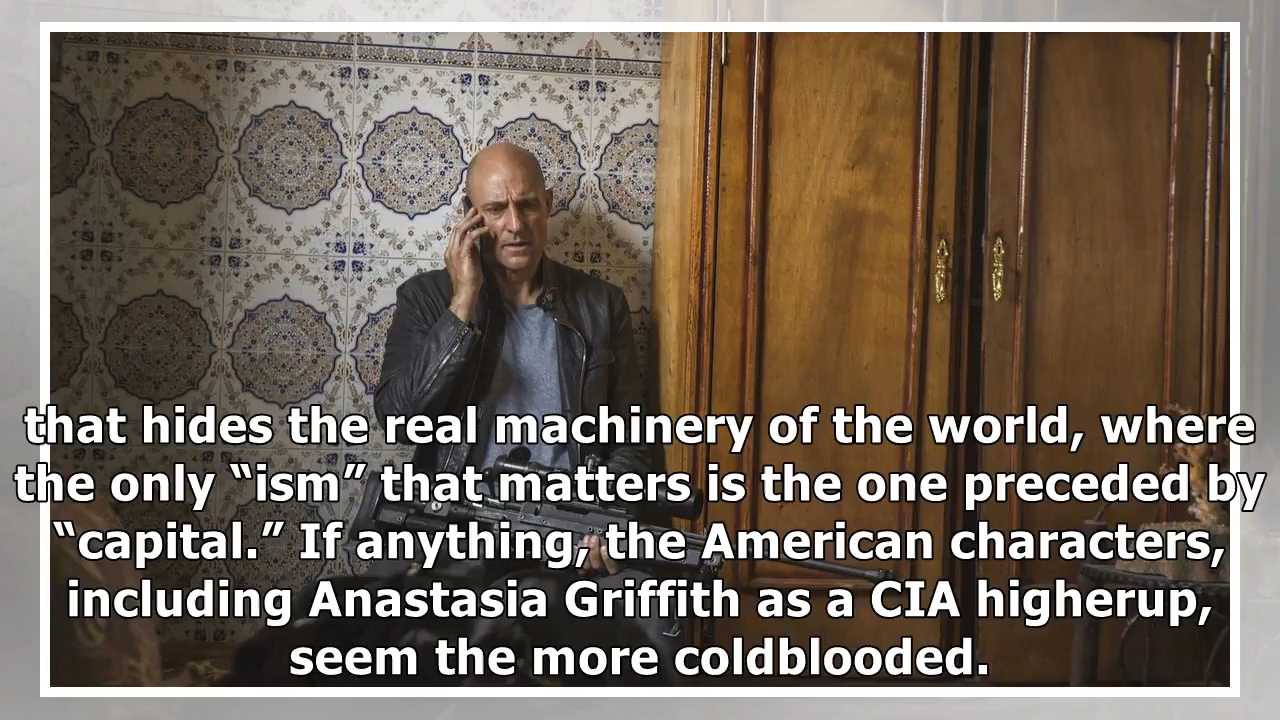 that hides the real machinery of the world, where
the only “ism” that matters is the one preceded by
“capital.” If anything, the American characters,
including Anastasia Griffith as a CIA higherup,
seem the more coldblooded.